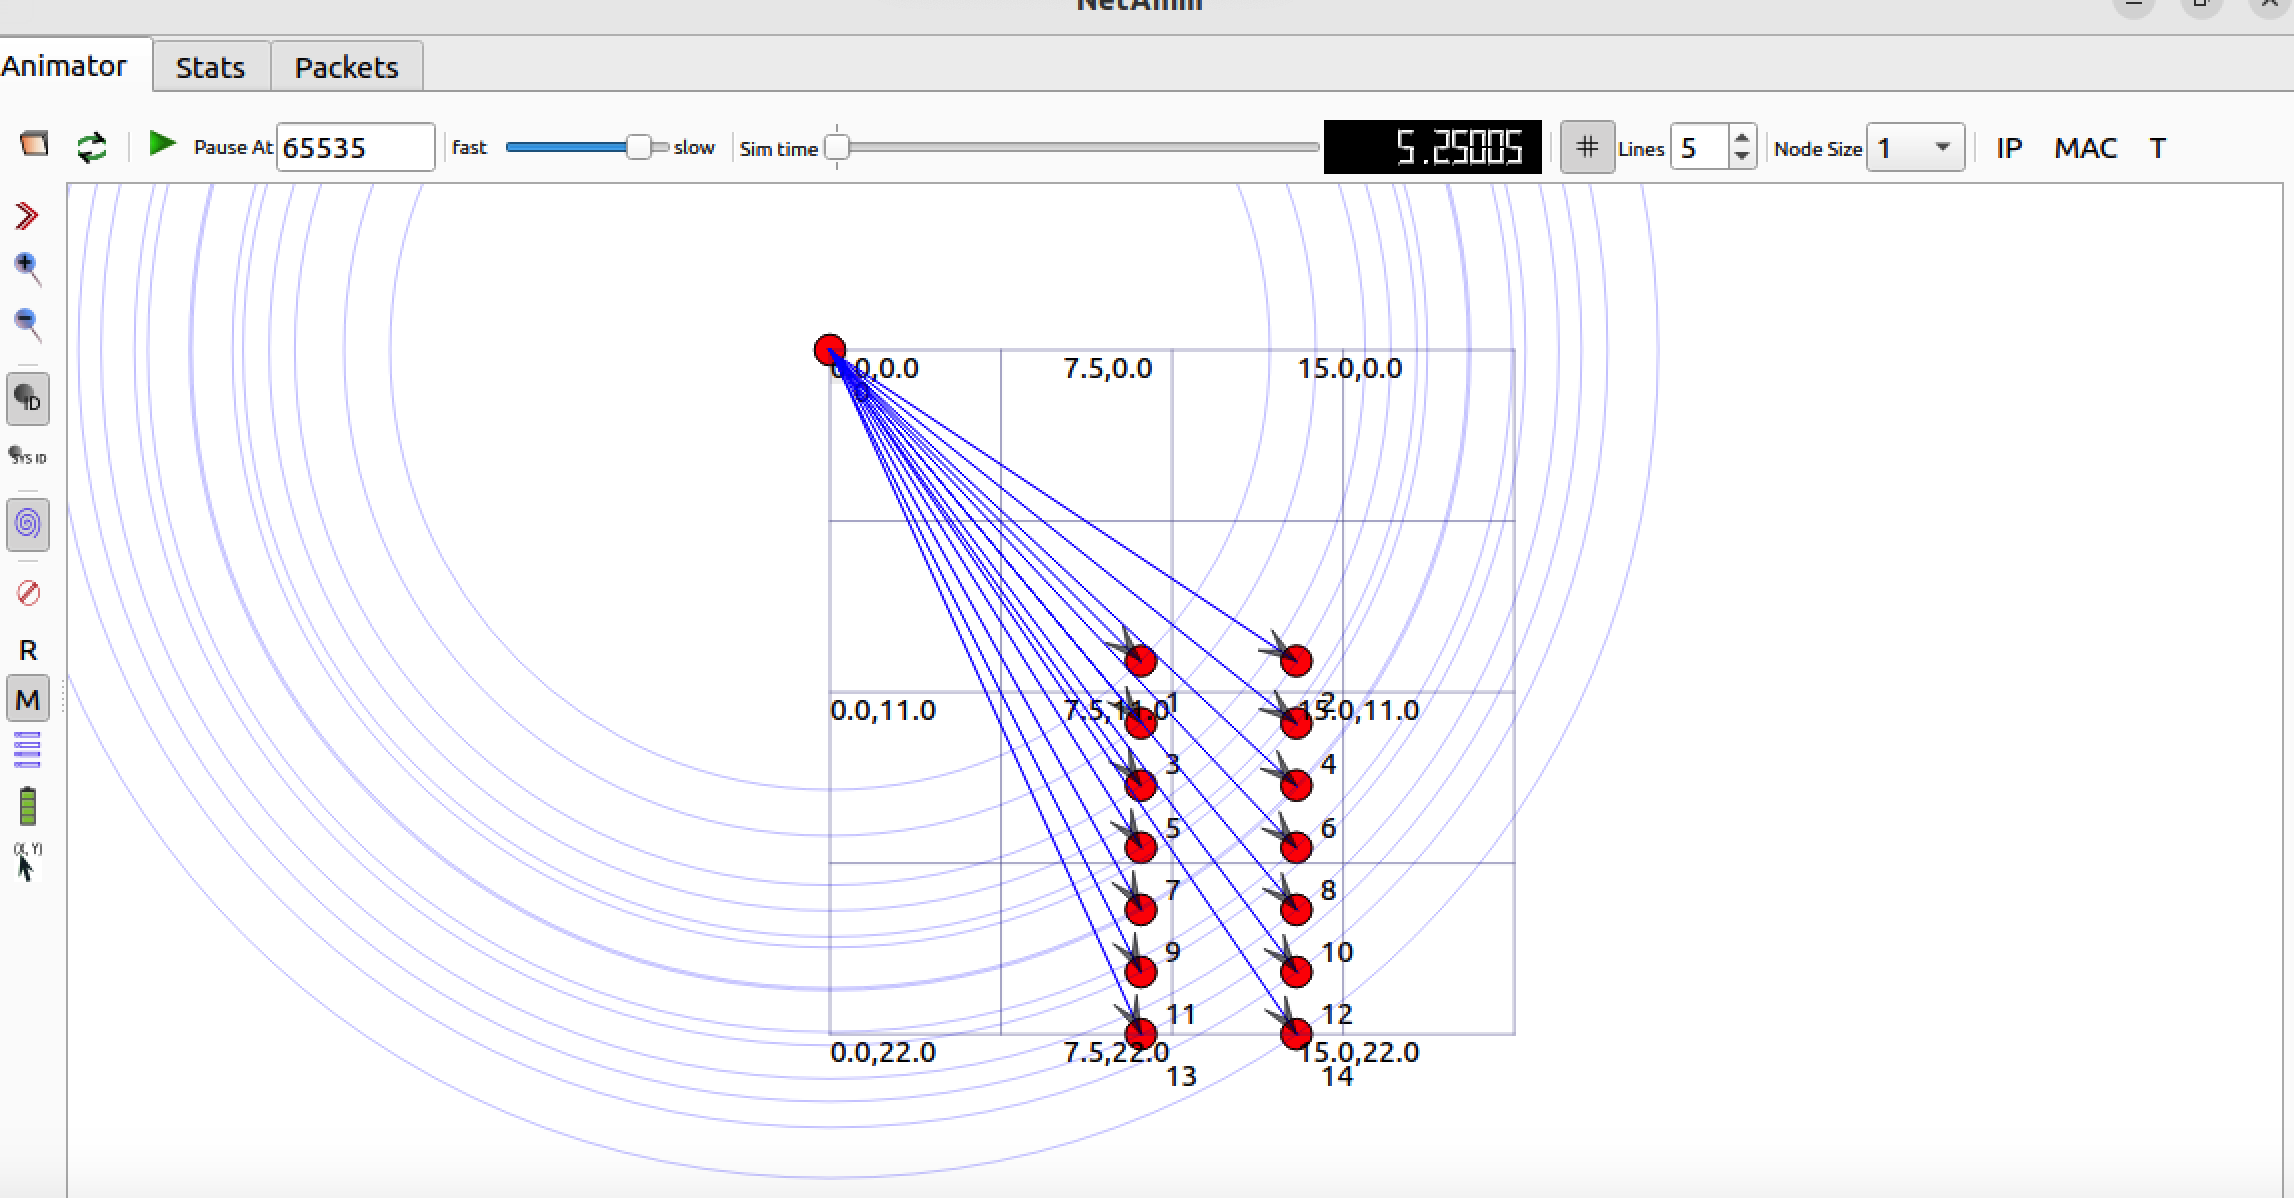 NetAnim
Animator Stats Packets
Pause At 65535 fast slow Sim time 5.25005 # Lines 5 Node Size 1 IP MAC T
ID
SYS ID
R
M
(X, Y)
0.0,0.0 7.5,0.0 15.0,0.0
0
1 2
0.0,11.0 7.5,11.0 15.0,11.0
3 4
5 6
7 8
9 10
11 12
0.0,22.0 7.5,22.0 15.0,22.0
13 14